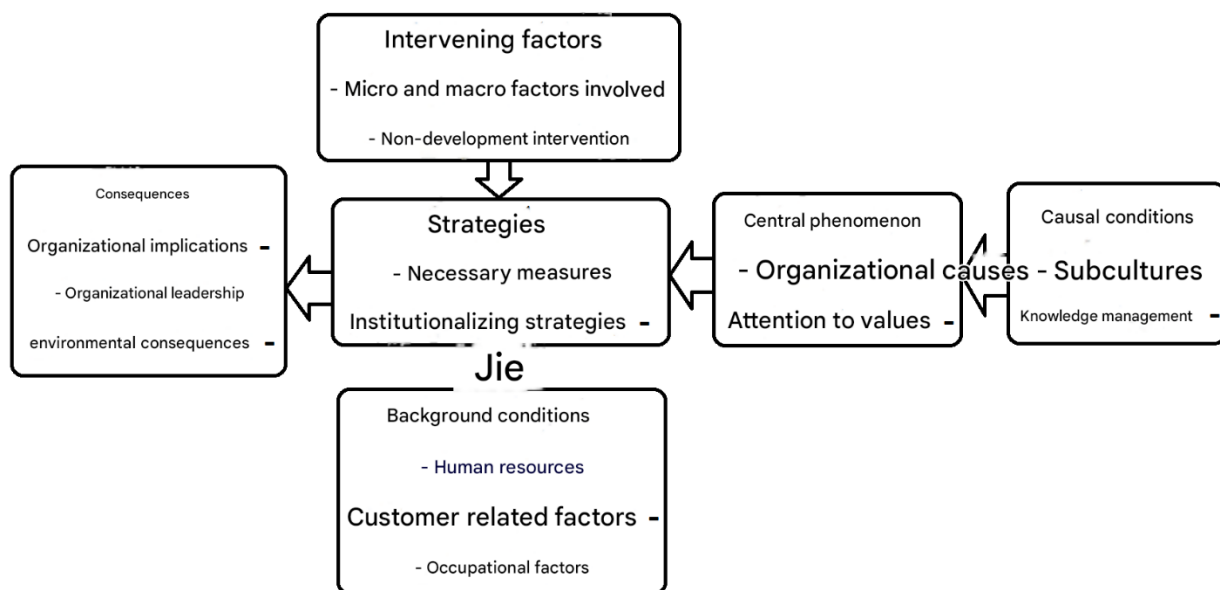 Intervening factors
- Micro and macro factors involved
- Non-development intervention
Consequences
Organizational implications -
- Organizational leadership
environmental consequences -
Strategies
- Necessary measures
Institutionalizing strategies -
Central phenomenon
- Organizational causes
Attention to values -
Causal conditions
- Subcultures
Knowledge management -
Jie
Background conditions
- Human resources
Customer related factors -
- Occupational factors